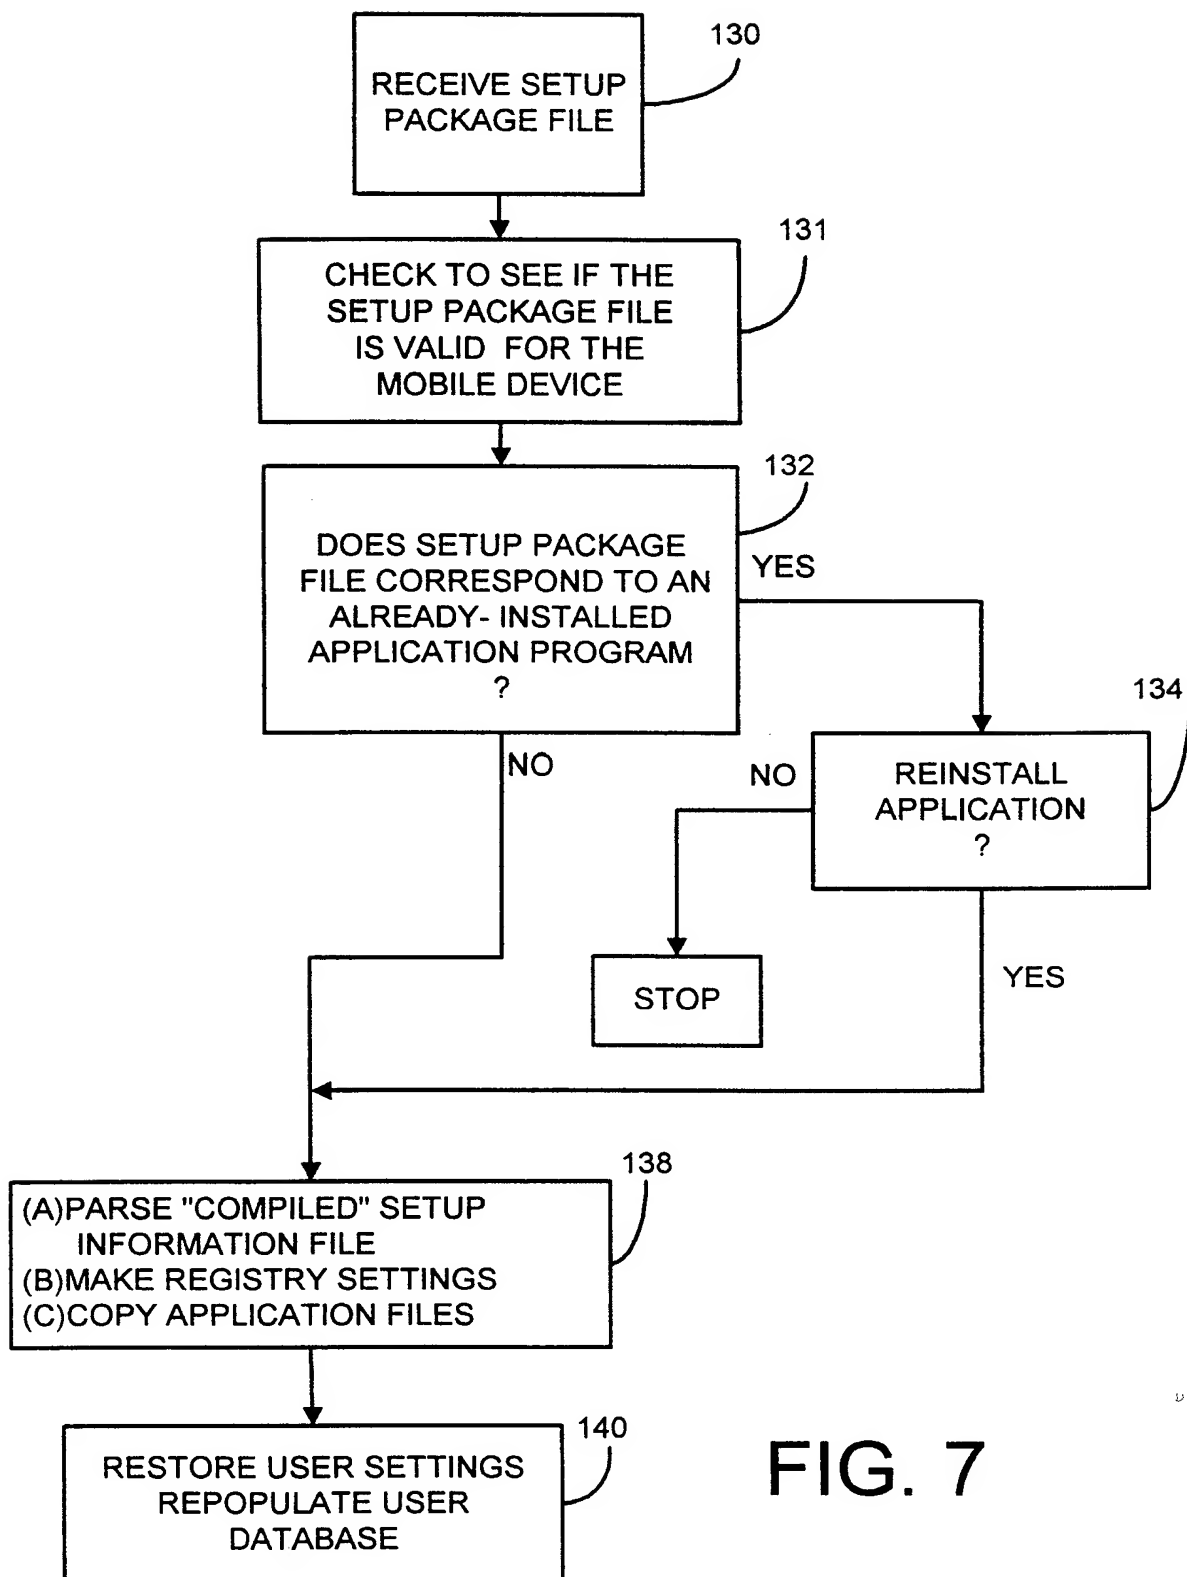 130
RECEIVE SETUP
PACKAGE FILE
131
CHECK TO SEE IF THE
SETUP PACKAGE FILE
IS VALID FOR THE
MOBILE DEVICE
132
DOES SETUP PACKAGE
FILE CORRESPOND TO AN
ALREADY- INSTALLED
APPLICATION PROGRAM
?
YES
134
NO
NO
REINSTALL
APPLICATION
?
STOP
YES
138
(A)PARSE "COMPILED" SETUP
INFORMATION FILE
(B)MAKE REGISTRY SETTINGS
(C)COPY APPLICATION FILES
140
RESTORE USER SETTINGS
REPOPULATE USER
DATABASE
FIG. 7